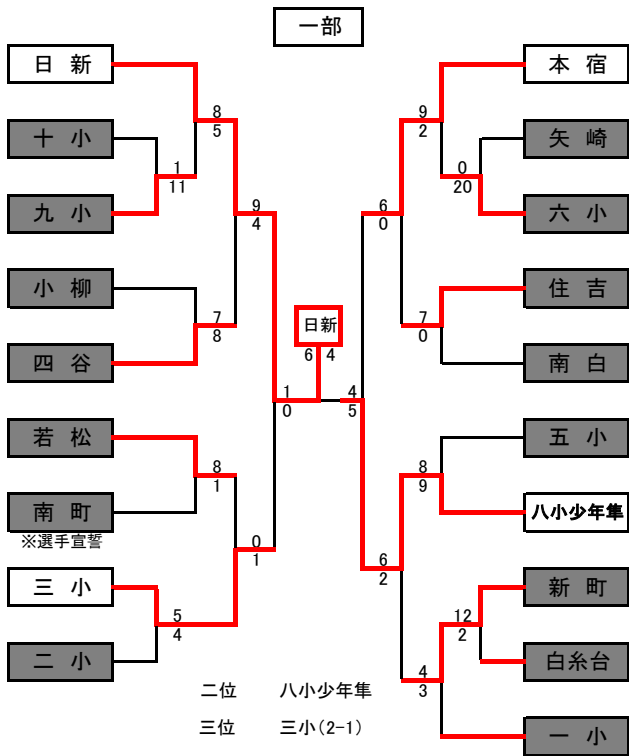 一部
日 新
十 小
九 小
小 柳
四 谷
若 松
南 町
※選手宣誓
三 小
二 小
8
5
1
11
9
4
7
8
1
0
8
1
0
1
5
4
日新
6 4
本 宿
矢 崎
六 小
住 吉
南 白
五 小
八小少年隼
新 町
白糸台
一 小
9
2
0
20
6
0
7
0
4
5
8
9
6
2
12
2
4
3
二位 八小少年隼
三位 三小(2-1)